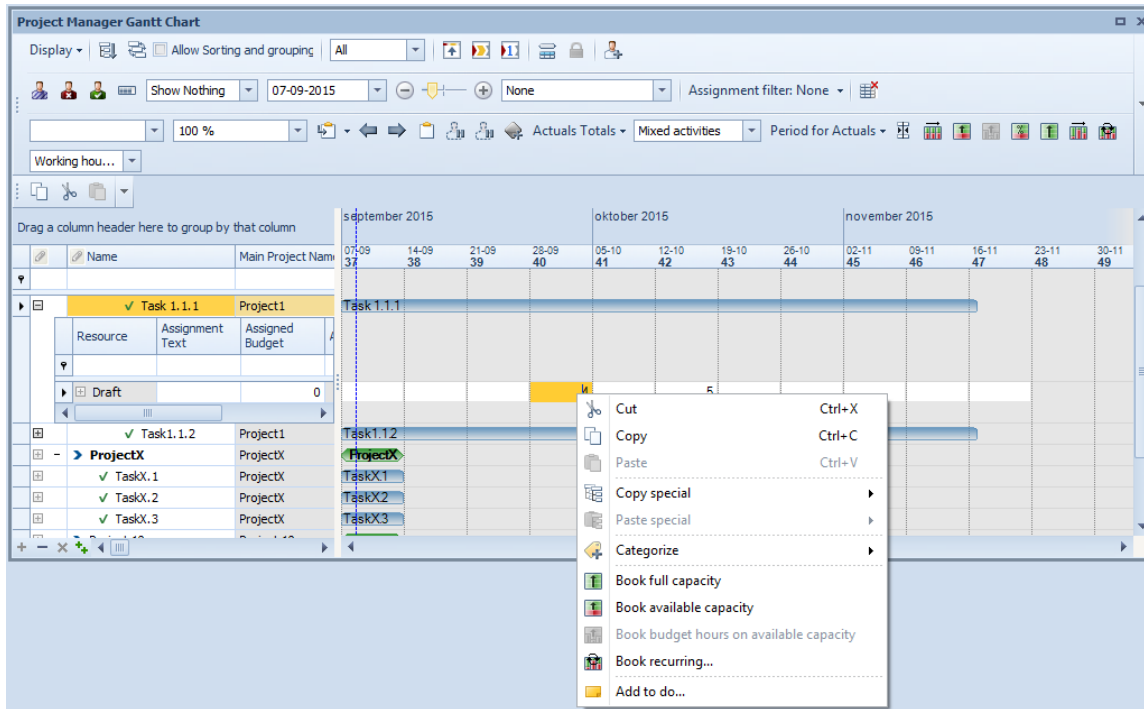 Project Manager Gantt Chart
Display Allow Sorting and grouping All
Show Nothing 07-09-2015 None Assignment filter: None
100 % Actuals Totals Mixed activities Period for Actuals
Working hou...
Drag a column header here to group by that column
september 2015 oktober 2015 november 2015
Name Main Project Nam
07-09 14-09 21-09 28-09 05-10 12-10 19-10 26-10 02-11 09-11 16-11 23-11 30-11
37 38 39 40 41 42 43 44 45 46 47 48 49
Task 1.1.1 Project1 Task 1.1.1
Resource Assignment Text Assigned Budget
Draft 0 5
Task1.1.2 Project1 Task1.1.2
ProjectX ProjectX ProjectX
TaskX.1 ProjectX TaskX.1
TaskX.2 ProjectX TaskX.2
TaskX.3 ProjectX TaskX.3
Cut Ctrl+X
Copy Ctrl+C
Paste Ctrl+V
Copy special
Paste special
Categorize
Book full capacity
Book available capacity
Book budget hours on available capacity
Book recurring...
Add to do...